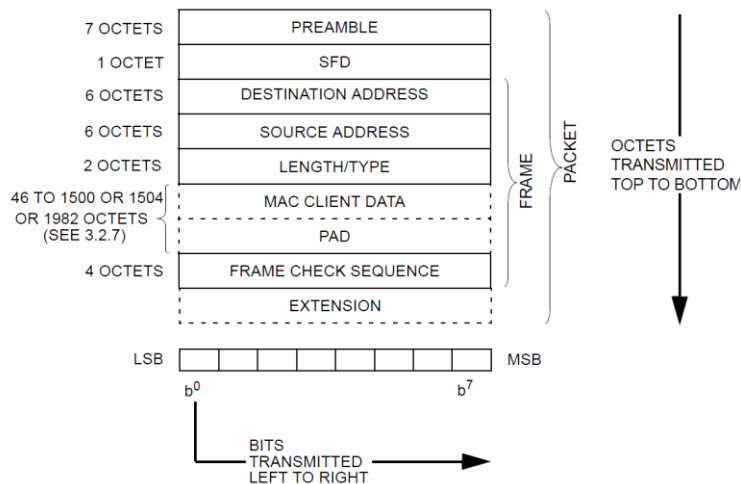 7 OCTETS PREAMBLE
1 OCTET SFD
6 OCTETS DESTINATION ADDRESS
6 OCTETS SOURCE ADDRESS
2 OCTETS LENGTH/TYPE
46 TO 1500 OR 1504
OR 1982 OCTETS
(SEE 3.2.7)
MAC CLIENT DATA
PAD
4 OCTETS FRAME CHECK SEQUENCE
EXTENSION
FRAME
PACKET
OCTETS
TRANSMITTED
TOP TO BOTTOM
LSB MSB
b0 b7
BITS
TRANSMITTED
LEFT TO RIGHT